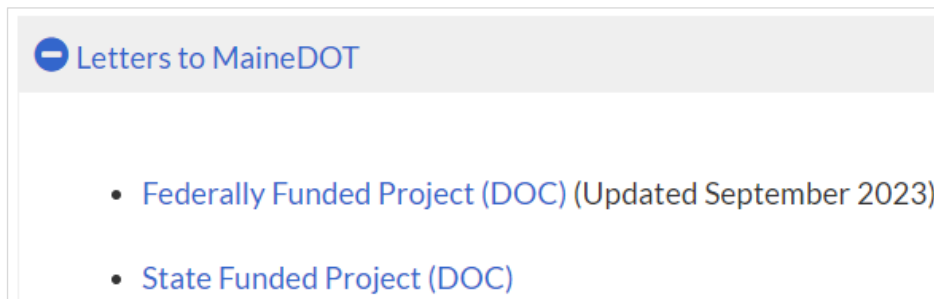 Letters to MaineDOT
• Federally Funded Project (DOC) (Updated September 2023)
• State Funded Project (DOC)